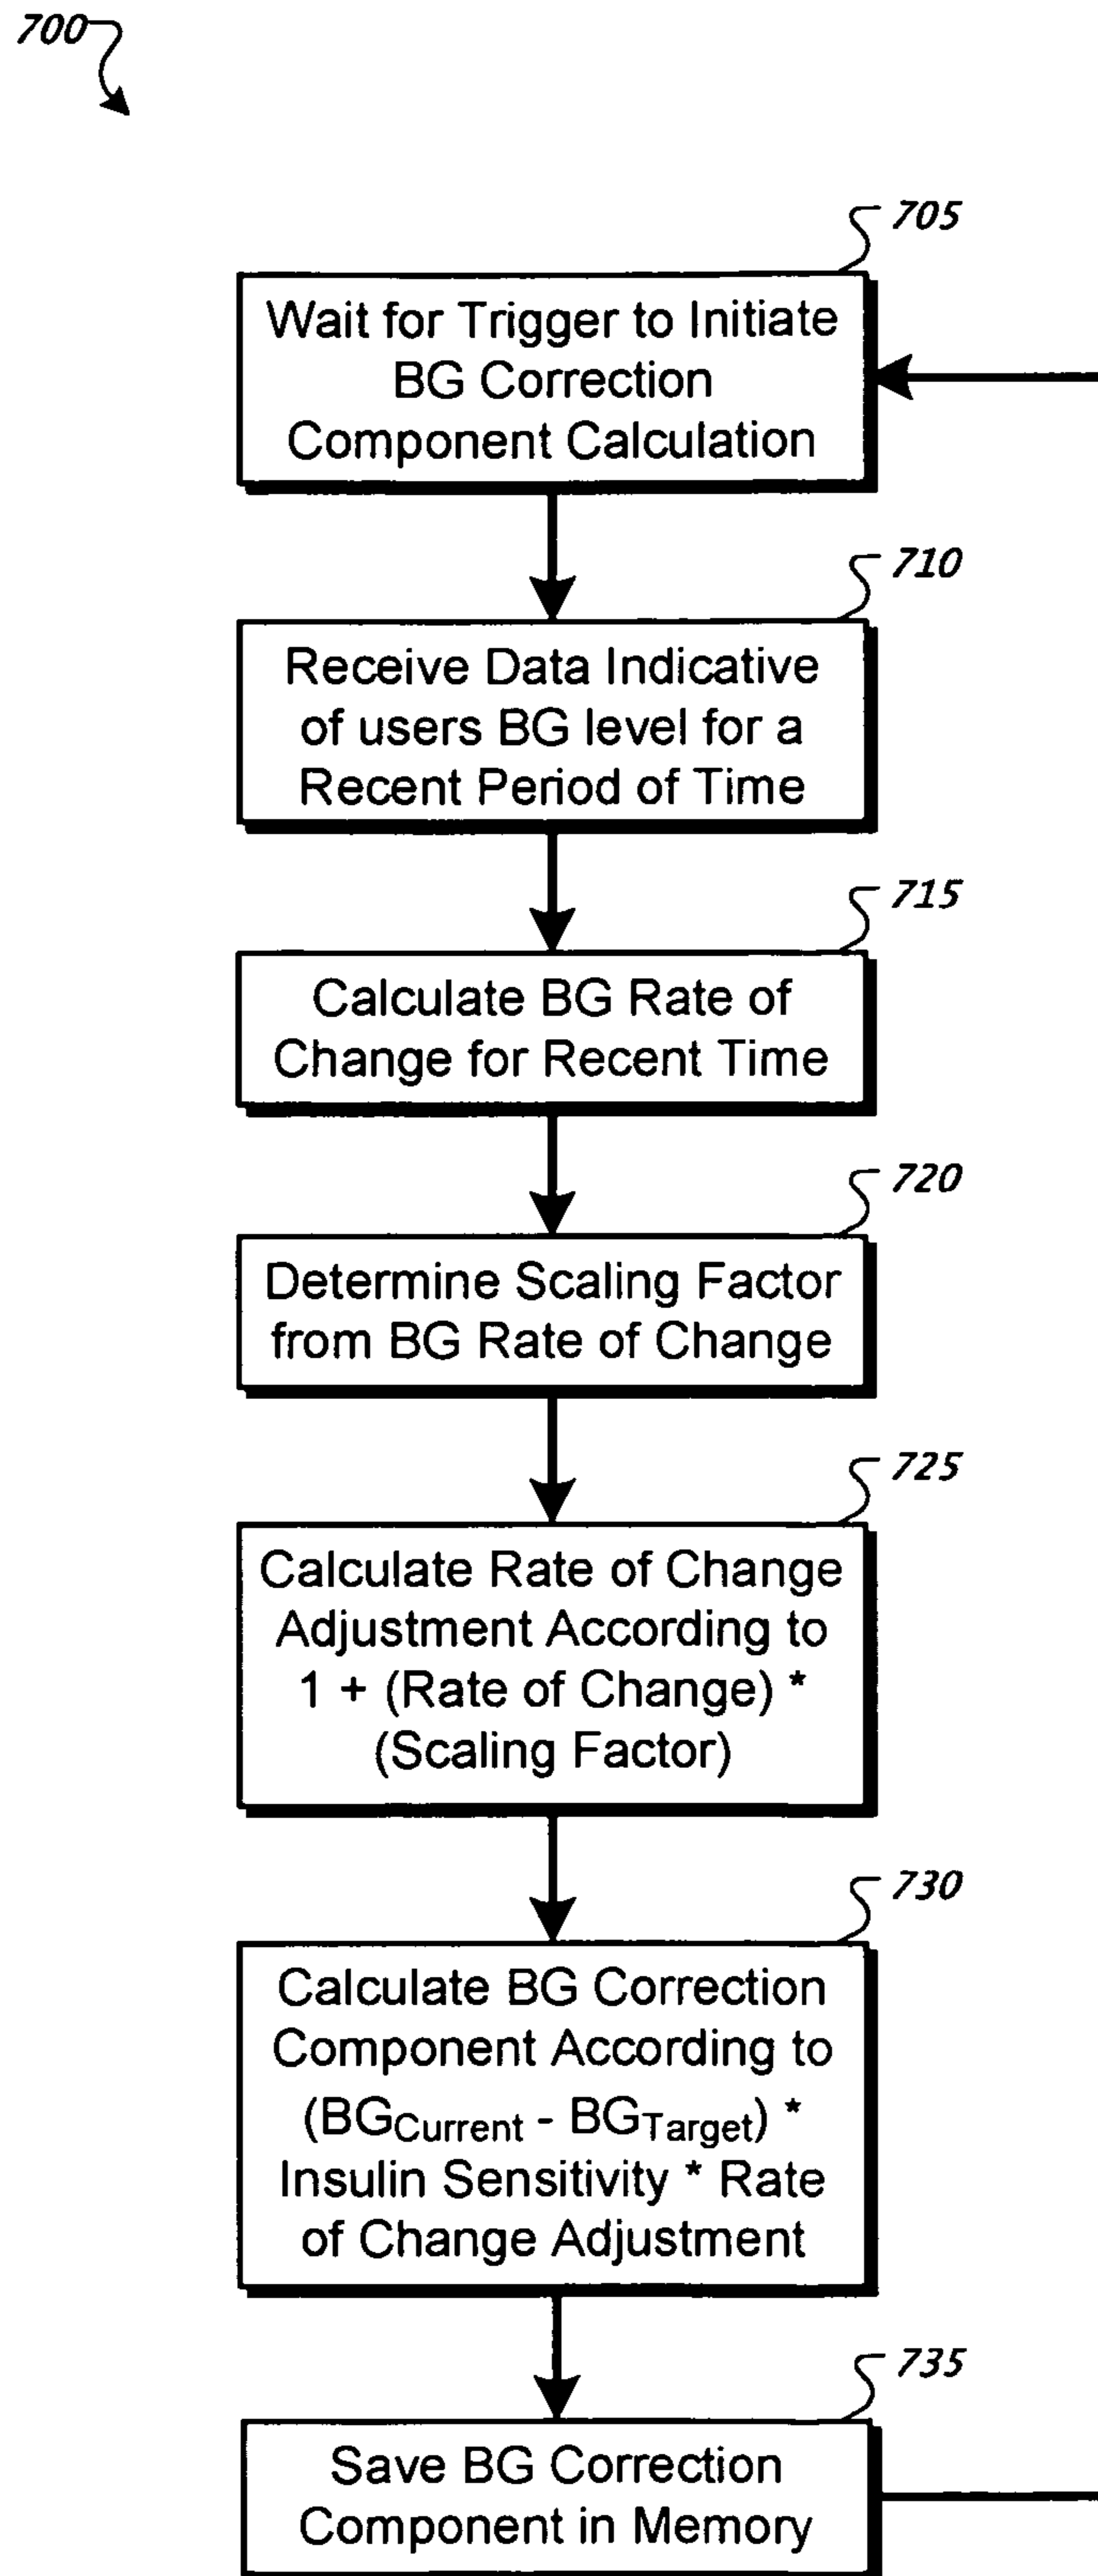 700
705
Wait for Trigger to Initiate
BG Correction
Component Calculation
710
Receive Data Indicative
of users BG level for a
Recent Period of Time
715
Calculate BG Rate of
Change for Recent Time
720
Determine Scaling Factor
from BG Rate of Change
725
Calculate Rate of Change
Adjustment According to
1 + (Rate of Change) *
(Scaling Factor)
730
Calculate BG Correction
Component According to
(BGCurrent - BGTarget) *
Insulin Sensitivity * Rate
of Change Adjustment
735
Save BG Correction
Component in Memory